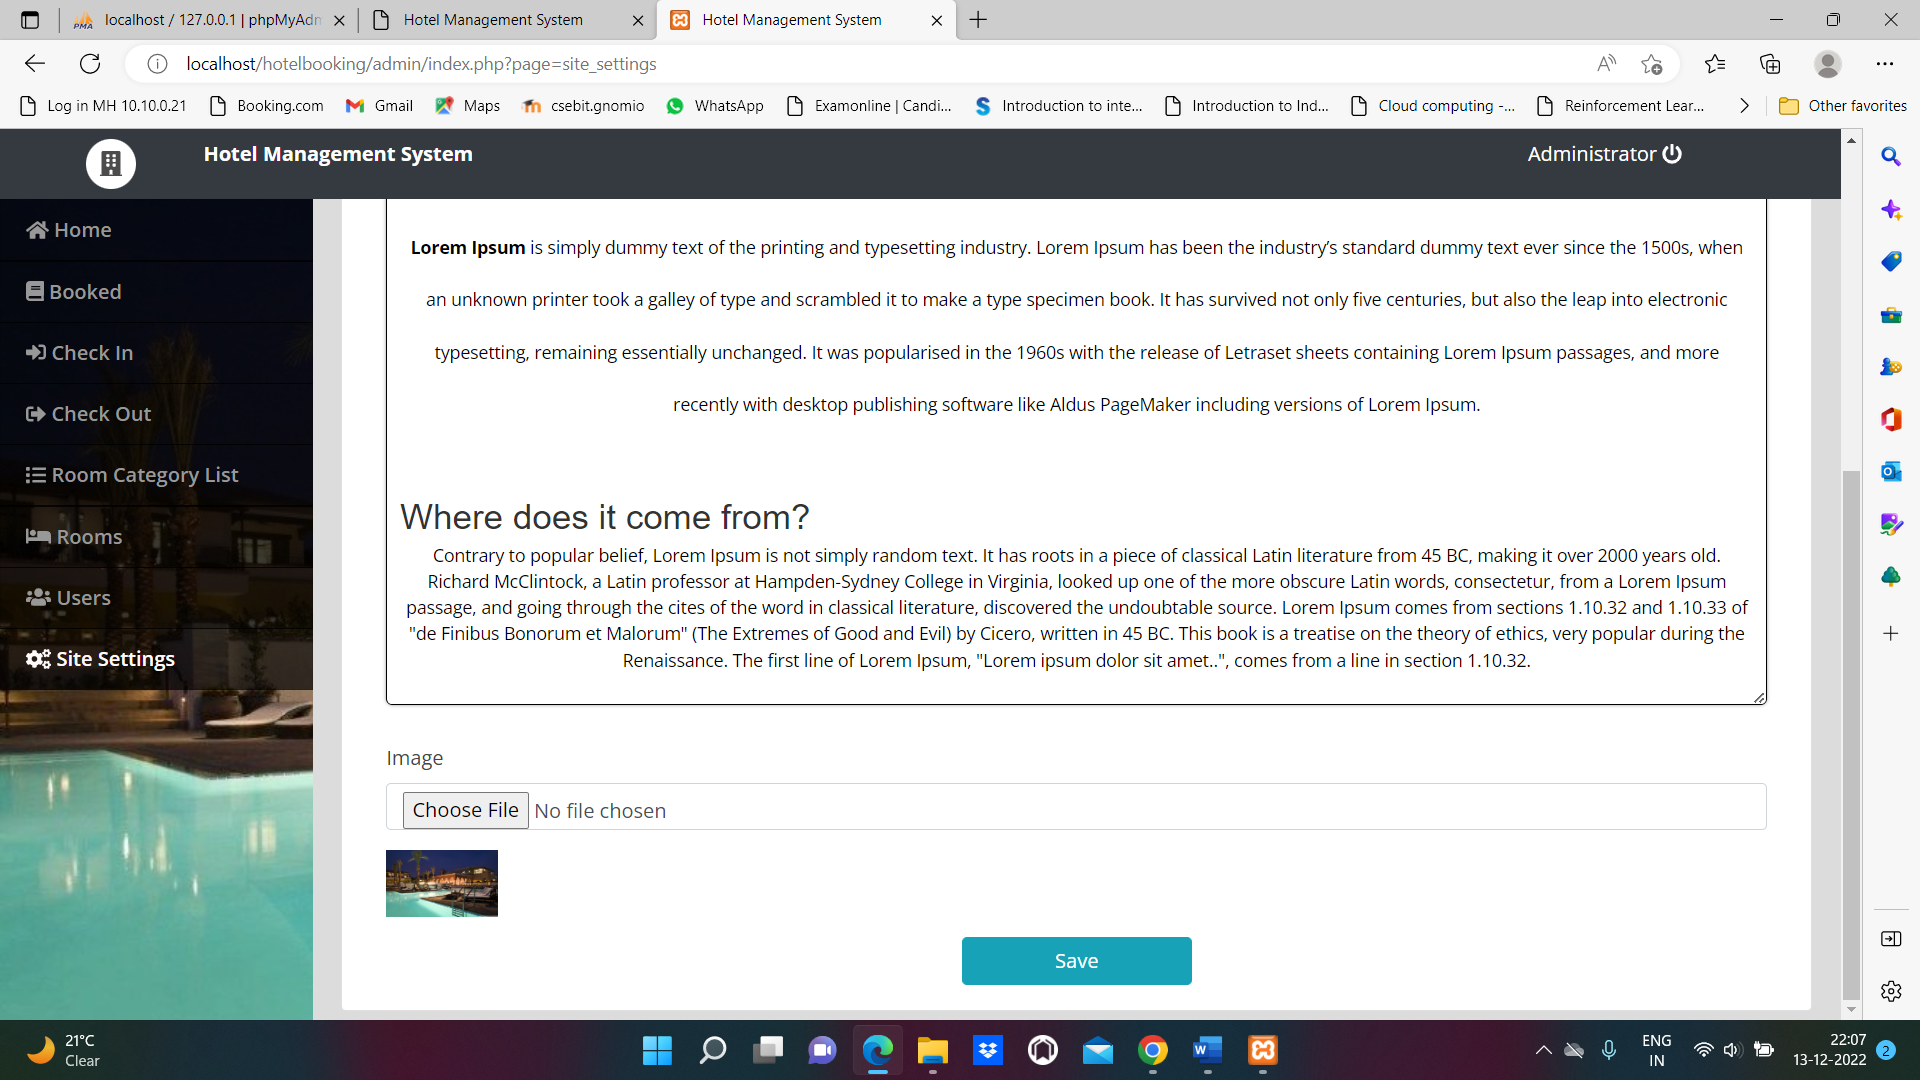 localhost / 127.0.0.1 | phpMyAdm
Hotel Management System
Hotel Management System
localhost/hotelbooking/admin/index.php?page=site_settings
Log in MH 10.10.0.21
Booking.com
Gmail
Maps
csebit.gnomio
WhatsApp
Examonline | Candi...
Introduction to inte...
Introduction to Ind...
Cloud computing -...
Reinforcement Lear...
Other favorites
Hotel Management System
Administrator
Home
Booked
Check In
Check Out
Room Category List
Rooms
Users
Site Settings
Lorem Ipsum is simply dummy text of the printing and typesetting industry. Lorem Ipsum has been the industry’s standard dummy text ever since the 1500s, when
an unknown printer took a galley of type and scrambled it to make a type specimen book. It has survived not only five centuries, but also the leap into electronic
typesetting, remaining essentially unchanged. It was popularised in the 1960s with the release of Letraset sheets containing Lorem Ipsum passages, and more
recently with desktop publishing software like Aldus PageMaker including versions of Lorem Ipsum.
Where does it come from?
Contrary to popular belief, Lorem Ipsum is not simply random text. It has roots in a piece of classical Latin literature from 45 BC, making it over 2000 years old.
Richard McClintock, a Latin professor at Hampden-Sydney College in Virginia, looked up one of the more obscure Latin words, consectetur, from a Lorem Ipsum
passage, and going through the cites of the word in classical literature, discovered the undoubtable source. Lorem Ipsum comes from sections 1.10.32 and 1.10.33 of
"de Finibus Bonorum et Malorum" (The Extremes of Good and Evil) by Cicero, written in 45 BC. This book is a treatise on the theory of ethics, very popular during the
Renaissance. The first line of Lorem Ipsum, "Lorem ipsum dolor sit amet..", comes from a line in section 1.10.32.
Image
Choose File No file chosen
Save
21°C
Clear
ENG
IN
22:07
13-12-2022
2